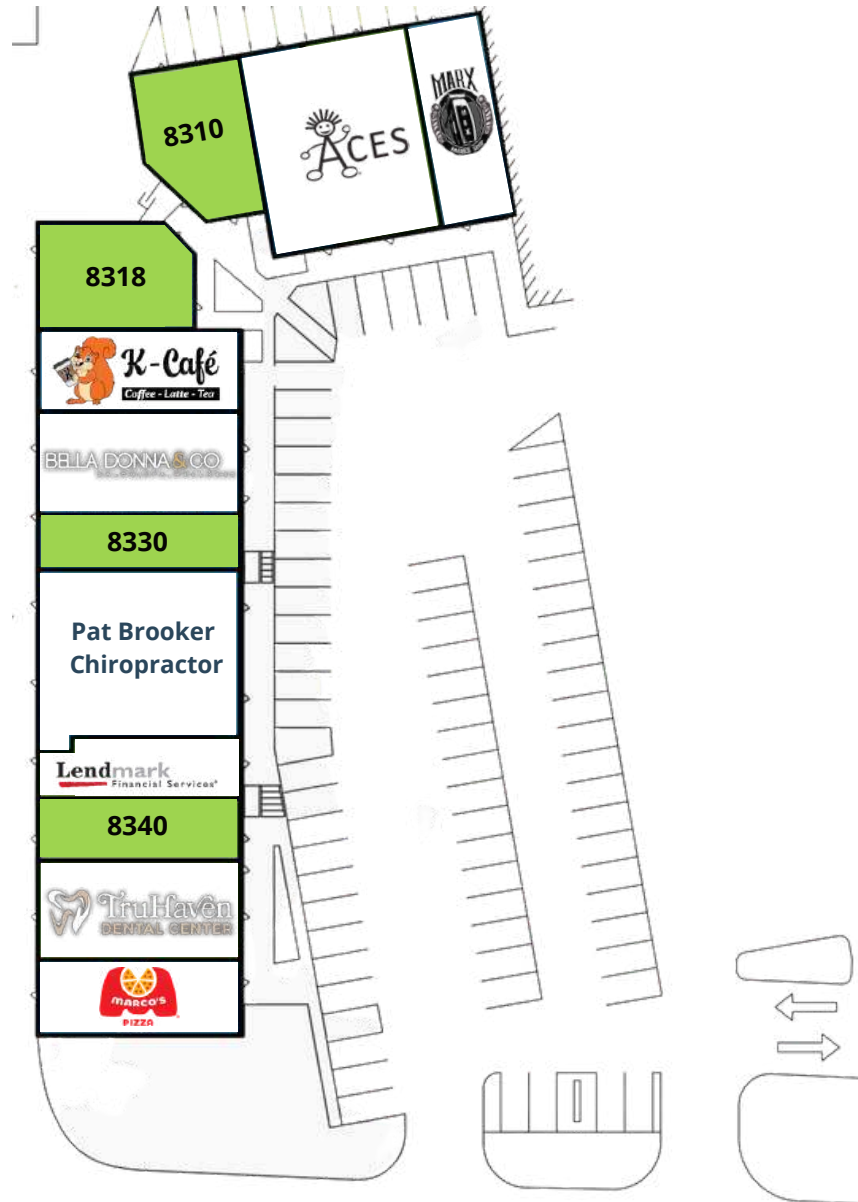 8310
ACES
MARX
8318
K-Café
Coffee - Latte - Tea
BELLA DONNA & CO
8330
Pat Brooker
Chiropractor
Lendmark
Financial Services
8340
TruHaven
DENTAL CENTER
MARCO'S
PIZZA